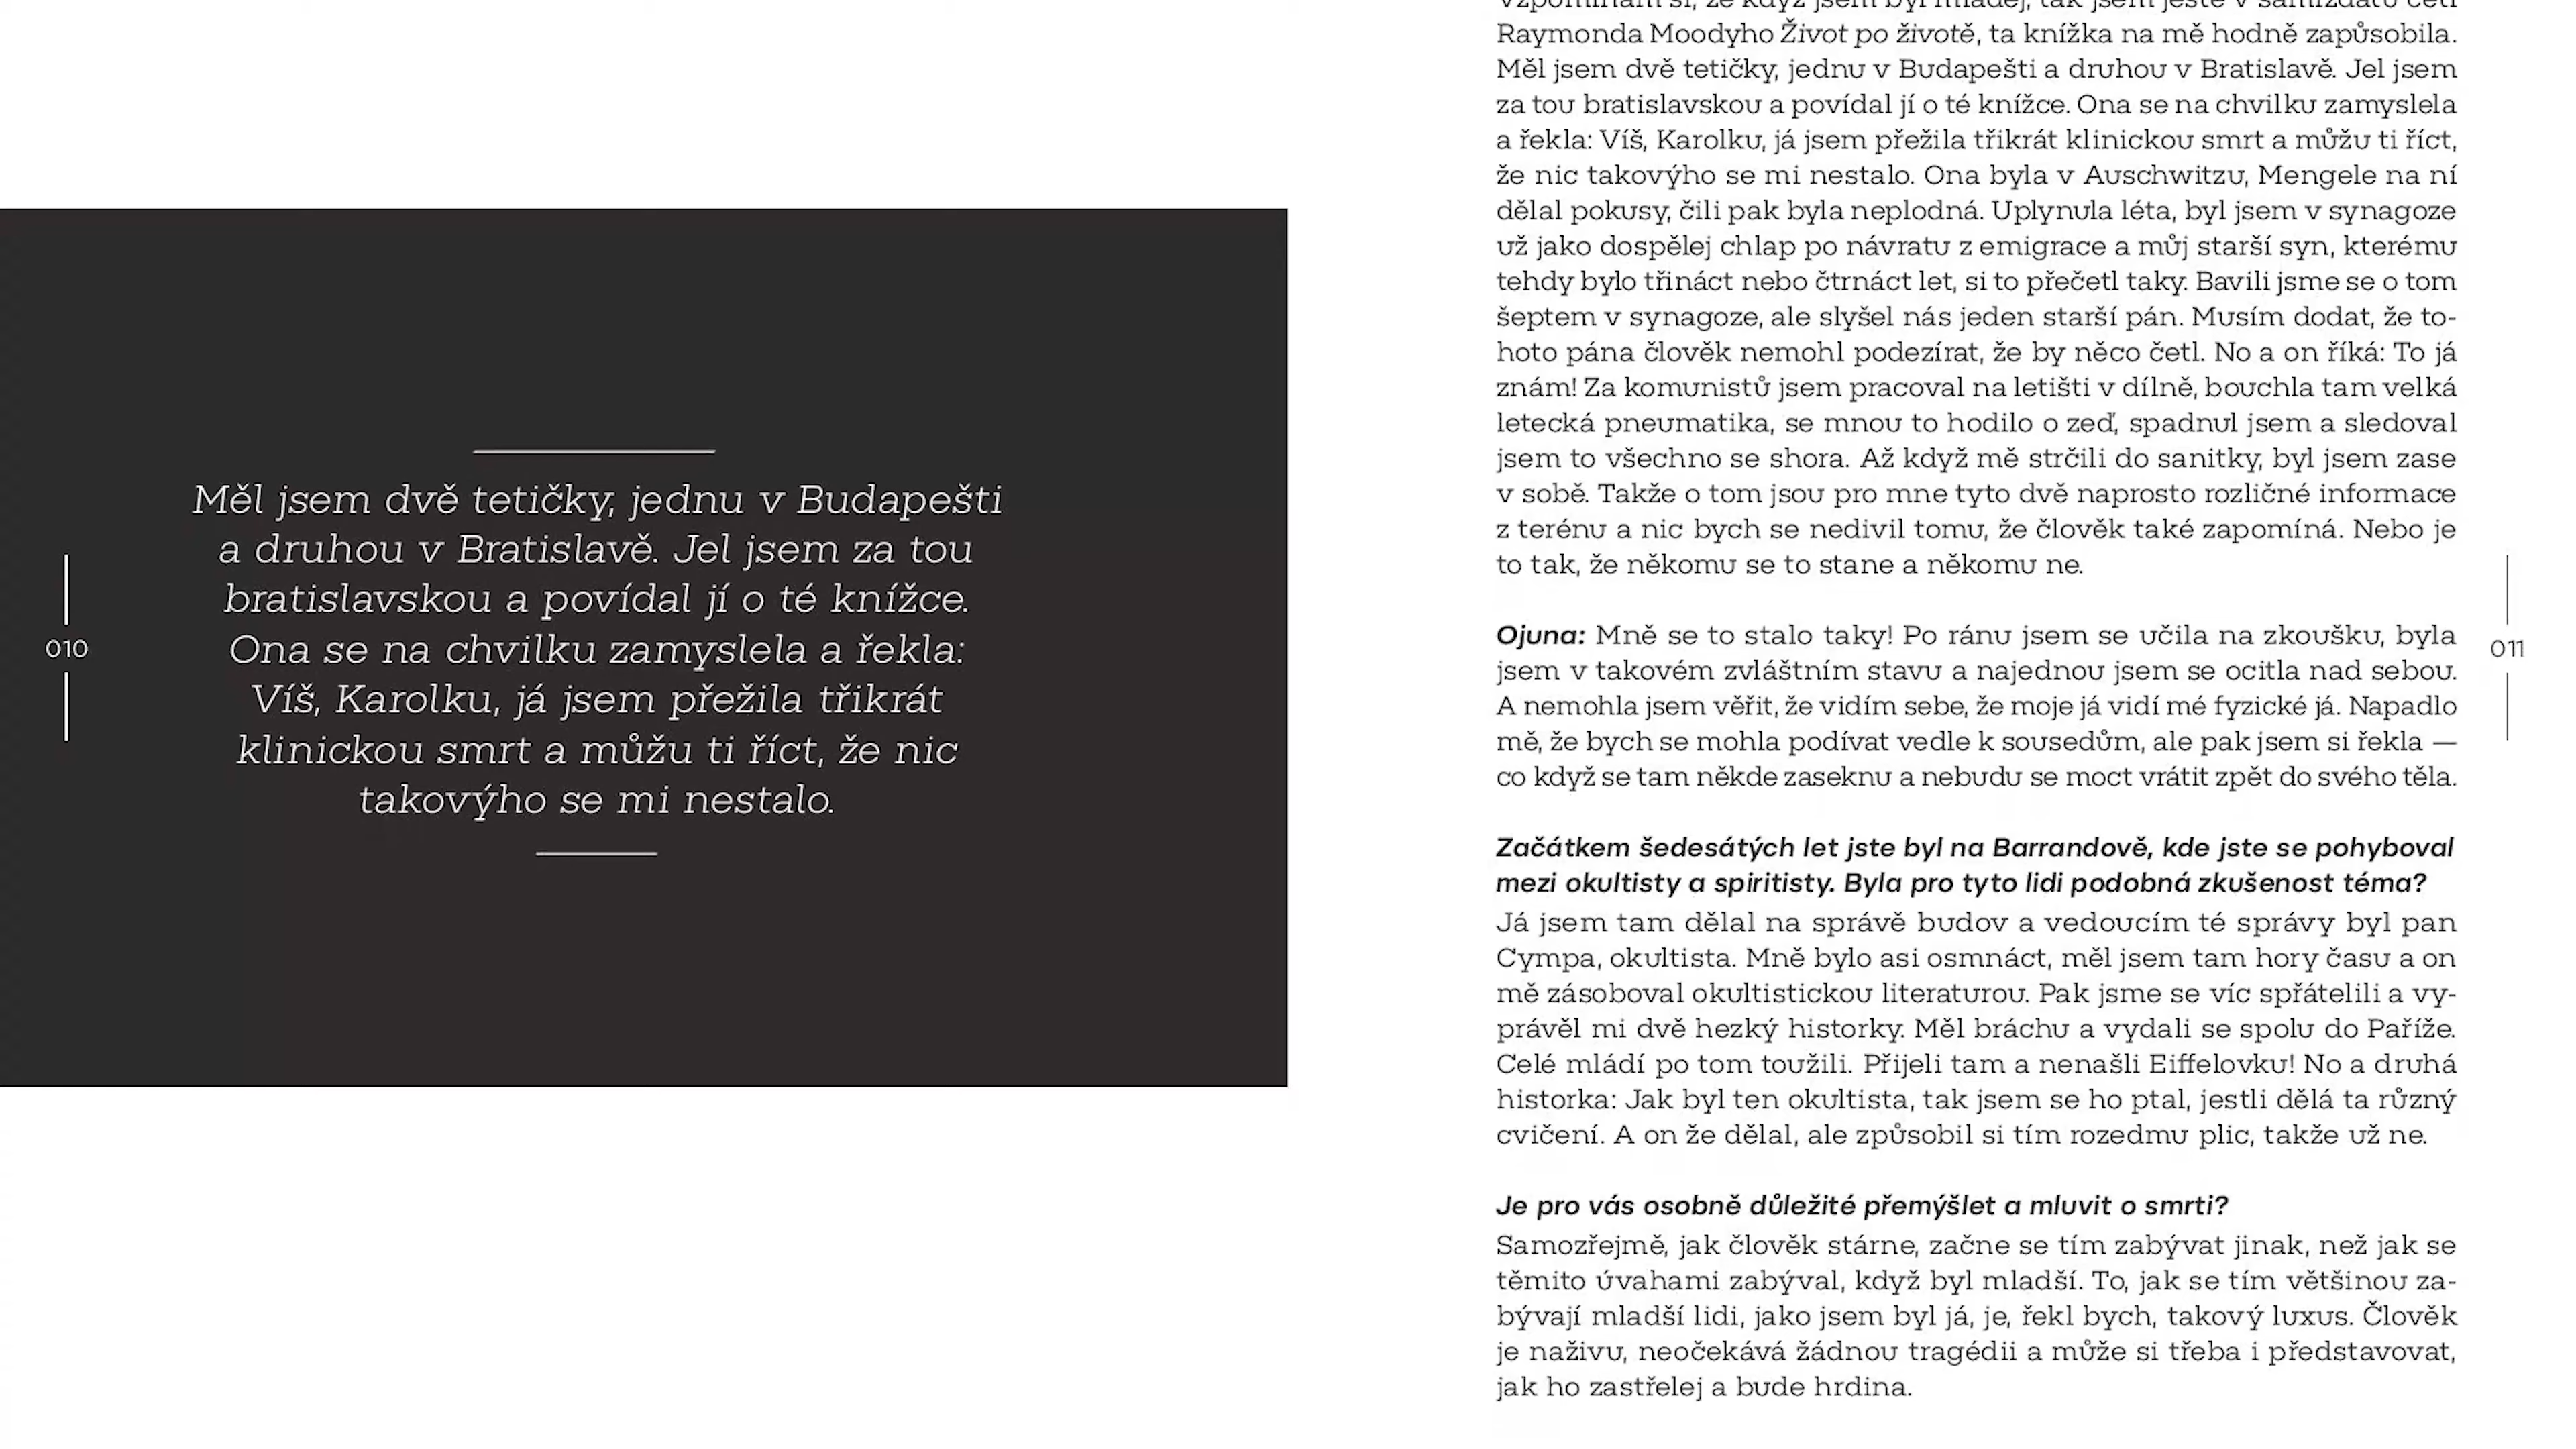 Měl jsem dvě tetičky, jednu v Budapešti
a druhou v Bratislavě. Jel jsem za tou
bratislavskou a povídal jí o té knížce.
Ona se na chvilku zamyslela a řekla:
Víš, Karolku, já jsem přežila třikrát
klinickou smrt a můžu ti říct, že nic
takovýho se mi nestalo.
010
Vzpomínám si, že když jsem byl mladej, tak jsem ještě v samizdatu četl
Raymonda Moodyho Život po životě, ta knížka na mě hodně zapůsobila.
Měl jsem dvě tetičky, jednu v Budapešti a druhou v Bratislavě. Jel jsem
za tou bratislavskou a povídal jí o té knížce. Ona se na chvilku zamyslela
a řekla: Víš, Karolku, já jsem přežila třikrát klinickou smrt a můžu ti říct,
že nic takovýho se mi nestalo. Ona byla v Auschwitzu, Mengele na ní
dělal pokusy, čili pak byla neplodná. Uplynula léta, byl jsem v synagoze
už jako dospělej chlap po návratu z emigrace a můj starší syn, kterému
tehdy bylo třináct nebo čtrnáct let, si to přečetl taky. Bavili jsme se o tom
šeptem v synagoze, ale slyšel nás jeden starší pán. Musím dodat, že to-
hoto pána člověk nemohl podezírat, že by něco četl. No a on říká: To já
znám! Za komunistů jsem pracoval na letišti v dílně, bouchla tam velká
letecká pneumatika, se mnou to hodilo o zeď, spadnul jsem a sledoval
jsem to všechno se shora. Až když mě strčili do sanitky, byl jsem zase
v sobě. Takže o tom jsou pro mne tyto dvě naprosto rozličné informace
z terénu a nic bych se nedivil tomu, že člověk také zapomíná. Nebo je
to tak, že někomu se to stane a někomu ne.
Ojuna: Mně se to stalo taky! Po ránu jsem se učila na zkoušku, byla
jsem v takovém zvláštním stavu a najednou jsem se ocitla nad sebou.
A nemohla jsem věřit, že vidím sebe, že moje já vidí mé fyzické já. Napadlo
mě, že bych se mohla podívat vedle k sousedům, ale pak jsem si řekla —
co když se tam někde zaseknu a nebudu se moct vrátit zpět do svého těla.
Začátkem šedesátých let jste byl na Barrandově, kde jste se pohyboval
mezi okultisty a spiritisty. Byla pro tyto lidi podobná zkušenost téma?
Já jsem tam dělal na správě budov a vedoucím té správy byl pan
Cympa, okultista. Mně bylo asi osmnáct, měl jsem tam hory času a on
mě zásoboval okultistickou literaturou. Pak jsme se víc spřátelili a vy-
právěl mi dvě hezký historky. Měl bráchu a vydali se spolu do Paříže.
Celé mládí po tom toužili. Přijeli tam a nenašli Eiffelovku! No a druhá
historka: Jak byl ten okultista, tak jsem se ho ptal, jestli dělá ta různý
cvičení. A on že dělal, ale způsobil si tím rozedmu plic, takže už ne.
Je pro vás osobně důležité přemýšlet a mluvit o smrti?
Samozřejmě, jak člověk stárne, začne se tím zabývat jinak, než jak se
těmito úvahami zabýval, když byl mladší. To, jak se tím většinou za-
bývají mladší lidi, jako jsem byl já, je, řekl bych, takový luxus. Člověk
je naživu, neočekává žádnou tragédii a může si třeba i představovat,
jak ho zastřelej a bude hrdina.
011